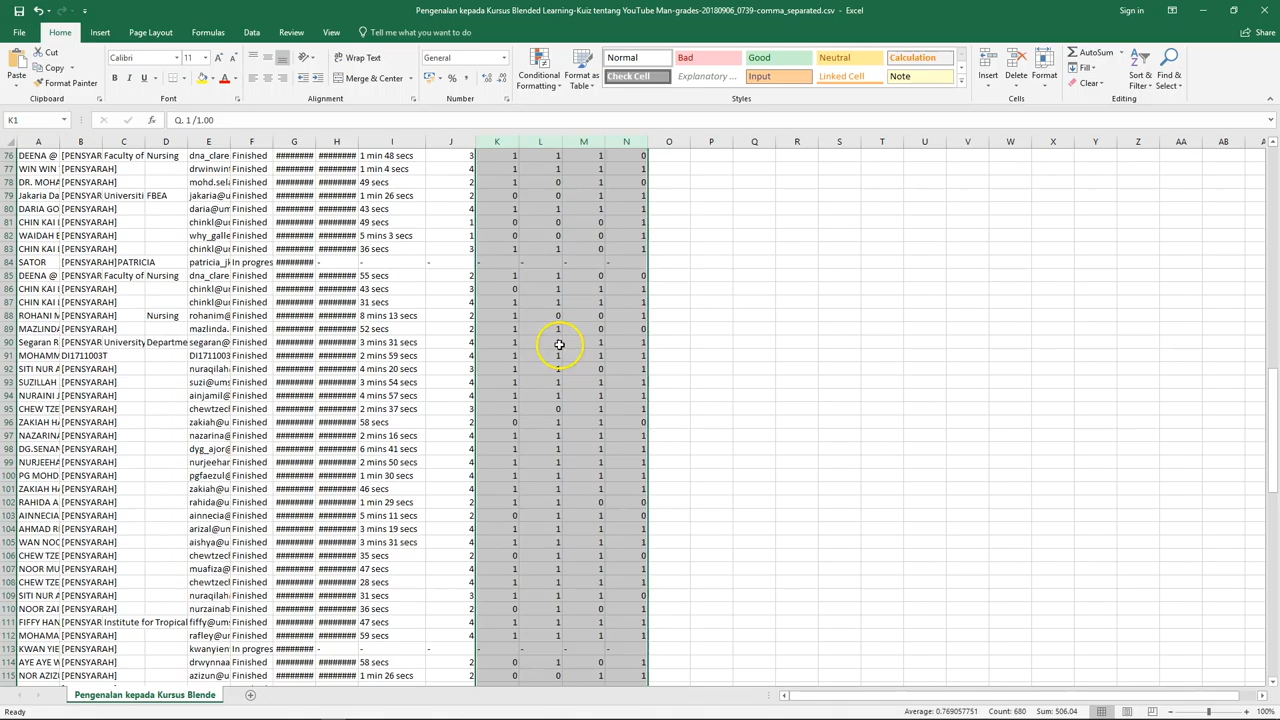 Pengenalan kepada Kursus Blended Learning-Kuiz tentang YouTube Man-grades-20180906_0739-comma_separated.csv - Excel
Sign in
File Home Insert Page Layout Formulas Data Review View Tell me what you want to do Share
Cut Calibri 11 Wrap Text General Normal Bad Good Neutral Calculation AutoSum
Copy Fill
Paste Format Painter B I U Merge & Center % Conditional Formatting Format as Table Check Cell Explanatory ... Input Linked Cell Note Insert Delete Format Clear Sort & Filter Find & Select
Clipboard Font Alignment Number Styles Cells Editing
K1 Q. 1 /1.00
A B C D E F G H I J K L M N O P Q R S T U V W X Y Z AA AB
76 DEENA @ [PENSYAR Faculty of Nursing dna_clare Finished ######## ######## 1 min 48 secs 3 1 1 1 0
77 WIN WIN [PENSYARAH] drwinwin Finished ######## ######## 1 min 4 secs 4 1 1 1 1
78 DR. MOHA [PENSYARAH] mohd.sela Finished ######## ######## 49 secs 2 1 0 0 1
79 Jakaria Da [PENSYAR Universiti FBEA jakaria@u Finished ######## ######## 1 min 26 secs 2 0 0 1 1
80 DARIA GO [PENSYARAH] daria@um Finished ######## ######## 43 secs 4 1 1 1 1
81 CHIN KAI L [PENSYARAH] chinkl@u Finished ######## ######## 49 secs 1 0 0 0 1
82 WAIDAH E [PENSYARAH] why_galle Finished ######## ######## 5 mins 3 secs 1 0 0 0 1
83 CHIN KAI L [PENSYARAH] chinkl@u Finished ######## ######## 36 secs 3 1 1 0 1
84 SATOR [PENSYARAH]PATRICIA patricia_jk In progres ######## - - - - - - -
85 DEENA @ [PENSYAR Faculty of Nursing dna_clare Finished ######## ######## 55 secs 2 1 1 0 0
86 CHIN KAI L [PENSYARAH] chinkl@u Finished ######## ######## 43 secs 3 0 1 1 1
87 CHIN KAI L [PENSYARAH] chinkl@u Finished ######## ######## 31 secs 4 1 1 1 1
88 ROHANI M [PENSYARAH] Nursing rohanim@ Finished ######## ######## 8 mins 13 secs 2 1 0 0 1
89 MAZLINDA [PENSYARAH] mazlinda. Finished ######## ######## 52 secs 2 1 1 0 0
90 Segaran R [PENSYAR University Departme segaran@ Finished ######## ######## 3 mins 31 secs 4 1 1 1 1
91 MOHAMM DI1711003T DI1711003 Finished ######## ######## 2 mins 59 secs 4 1 1 1 1
92 SITI NUR A [PENSYARAH] nuraqilah Finished ######## ######## 4 mins 20 secs 3 1 1 0 1
93 SUZILLAH [PENSYARAH] suzi@ums Finished ######## ######## 3 mins 54 secs 4 1 1 1 1
94 NURAINI J [PENSYARAH] ainjamil@ Finished ######## ######## 4 mins 57 secs 4 1 1 1 1
95 CHEW TZE [PENSYARAH] chewtzec Finished ######## ######## 2 mins 37 secs 3 1 0 1 1
96 ZAKIAH HA [PENSYARAH] zakiah@u Finished ######## ######## 58 secs 2 0 1 0 1
97 NAZARINA [PENSYARAH] nazarina@ Finished ######## ######## 2 mins 16 secs 4 1 1 1 1
98 DG.SENAN [PENSYARAH] dyg_ajor@ Finished ######## ######## 6 mins 41 secs 4 1 1 1 1
99 NURJEEHA [PENSYARAH] nurjeehar Finished ######## ######## 2 mins 50 secs 4 1 1 1 1
100 PG MOHD [PENSYARAH] pgfaezul@ Finished ######## ######## 1 min 30 secs 4 1 1 1 1
101 ZAKIAH HA [PENSYARAH] zakiah@u Finished ######## ######## 46 secs 4 1 1 1 1
102 RAHIDA A [PENSYARAH] rahida@u Finished ######## ######## 1 min 29 secs 2 1 1 0 0
103 AINNECIA [PENSYARAH] ainnecia@ Finished ######## ######## 5 mins 11 secs 2 0 1 0 1
104 AHMAD RI [PENSYARAH] arizal@um Finished ######## ######## 3 mins 19 secs 4 1 1 1 1
105 WAN NOO [PENSYARAH] aishya@ur Finished ######## ######## 3 mins 31 secs 4 1 1 1 1
106 CHEW TZE [PENSYARAH] chewtzec Finished ######## ######## 35 secs 2 0 1 0 1
107 NOOR MU [PENSYARAH] muafiza@ Finished ######## ######## 47 secs 4 1 1 1 1
108 CHEW TZE [PENSYARAH] chewtzec Finished ######## ######## 28 secs 4 1 1 1 1
109 SITI NUR A [PENSYARAH] nuraqilah Finished ######## ######## 31 secs 3 1 1 0 1
110 NOOR ZAI [PENSYARAH] nurzainab Finished ######## ######## 36 secs 2 0 1 0 1
111 FIFFY HAN [PENSYAR Institute for Tropical fiffy@ums Finished ######## ######## 47 secs 4 1 1 1 1
112 MOHAMA [PENSYARAH] rafley@um Finished ######## ######## 59 secs 4 1 1 1 1
113 KWAN YIE [PENSYARAH] kwanyien In progres ######## - - - - - - -
114 AYE AYE W [PENSYARAH] drwynnaa Finished ######## ######## 58 secs 2 0 1 0 1
115 NOR AZIZU [PENSYARAH] azizun@u Finished ######## ######## 1 min 26 secs 2 0 0 1 1
Pengenalan kepada Kursus Blende
Ready Average: 0.769057751 Count: 680 Sum: 506.04 100%